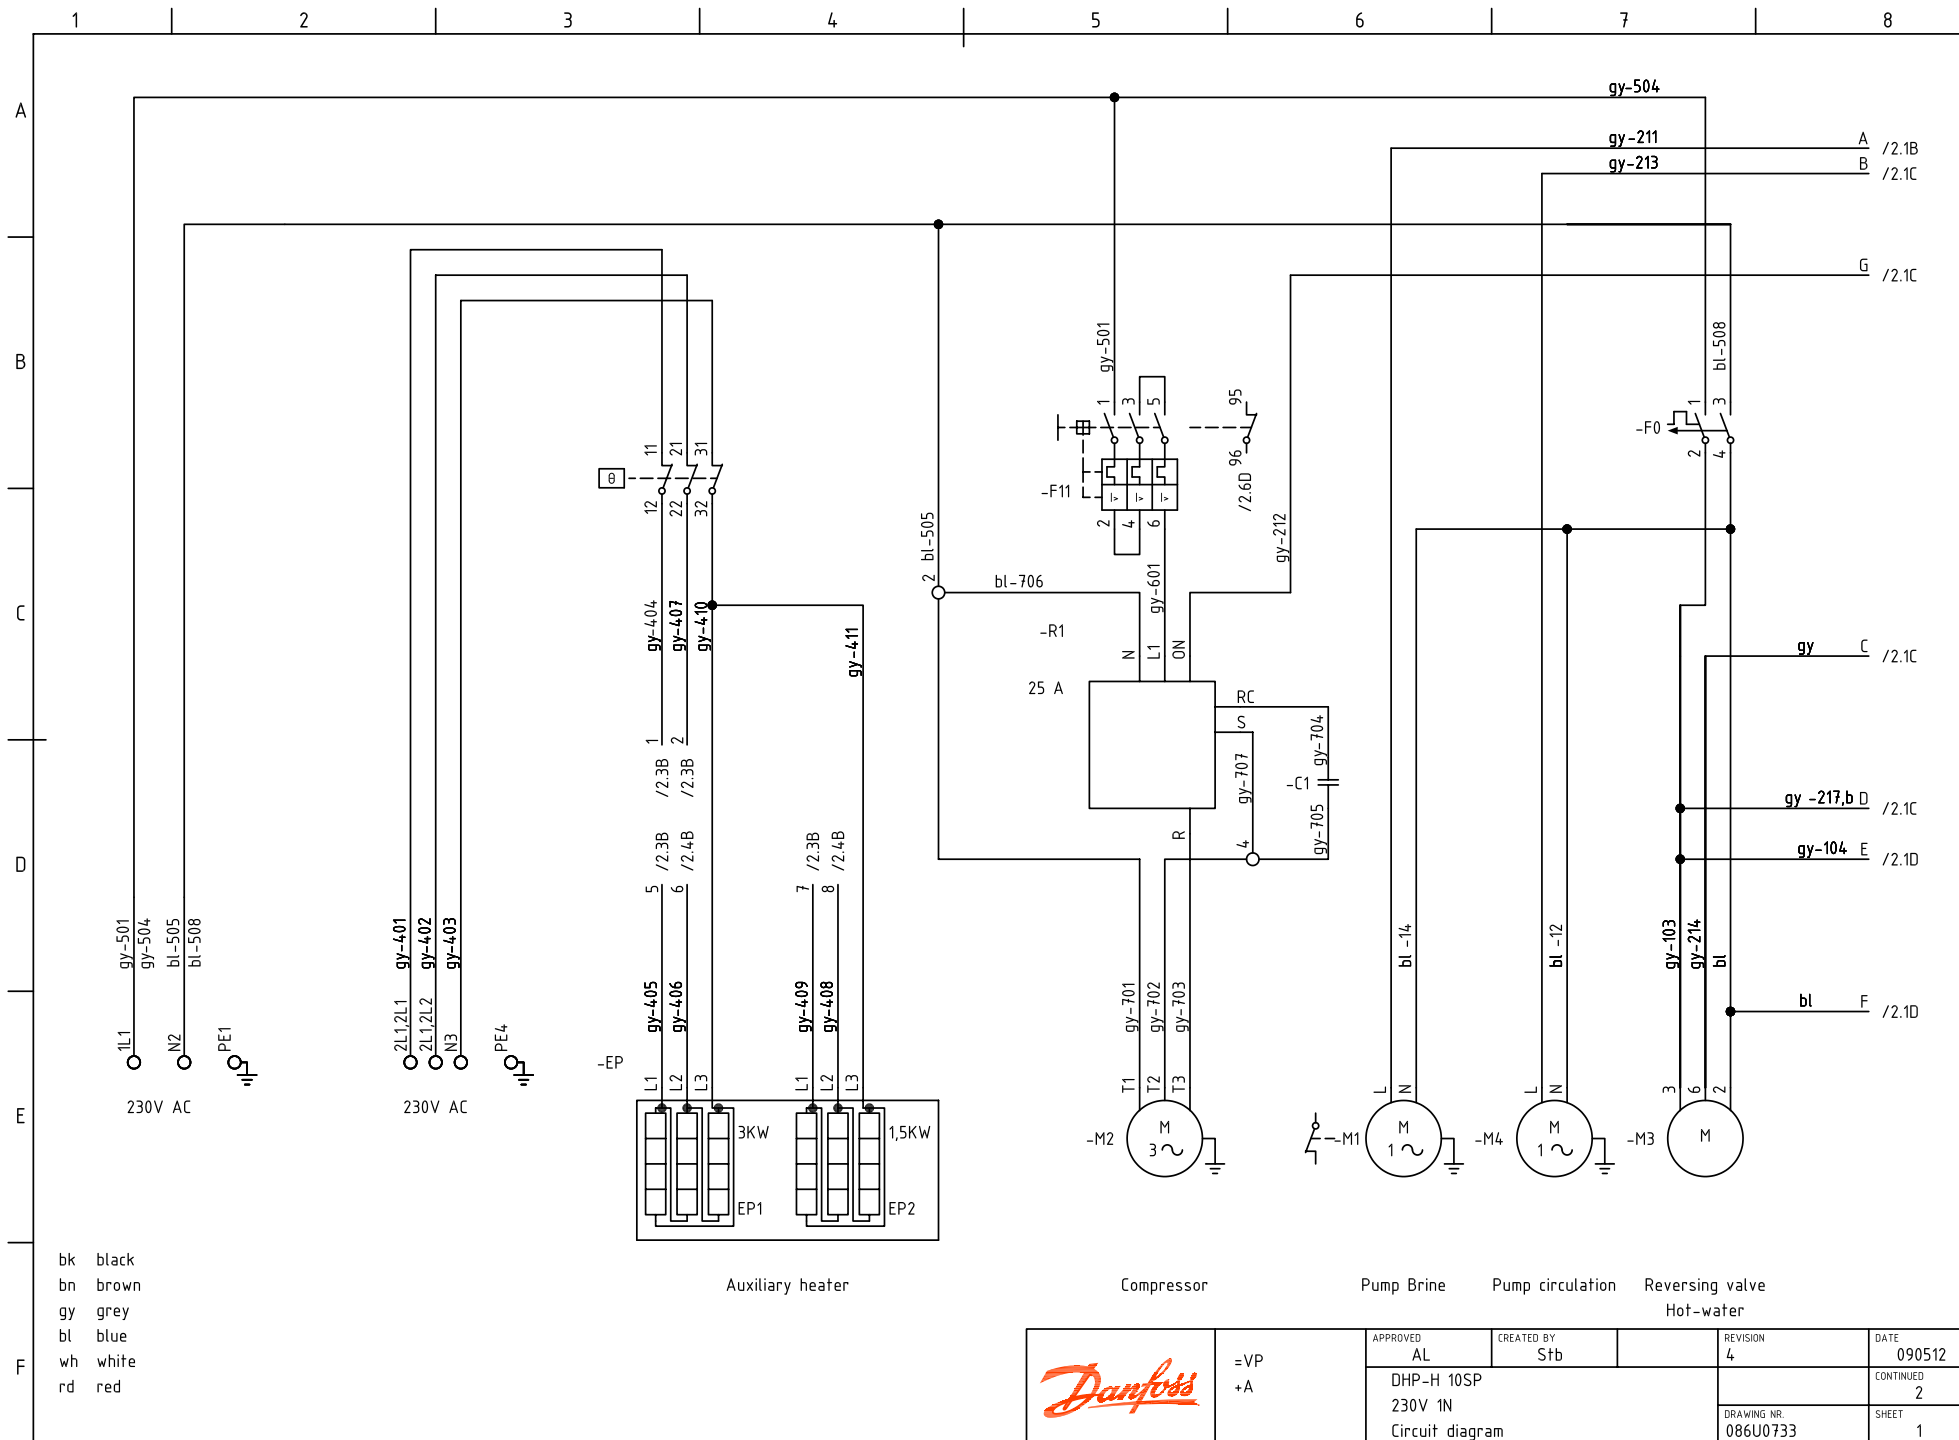 1 2 3 4 5 6 7 8
A
gy-504
gy-211 A /2.1B
gy-213 B /2.1C
G /2.1C
B
gy-501
bl-508
1 3 5 95
1 3
-F0
2 4
96
/2.6D
-F11
2 4 6
11 21 31
θ
12 22 32
I> I> I>
bl-505
2
bl-706
gy-601
gy-212
C
gy-404
gy-407
gy-410
gy-411
-R1
N L1 ON
25 A
RC
S
gy-704
gy-707
-C1
gy-705
R
4
gy C /2.1C
1 2
/2.3B /2.3B
gy -217,b D /2.1C
D
/2.3B /2.4B /2.3B /2.4B
5 6 7 8
gy-104 E /2.1D
gy-501
gy-504
bl-505
bl-508
gy-401
gy-402
gy-403
gy-405
gy-406
gy-409
gy-408
gy-701
gy-702
gy-703
bl -14
bl -12
gy-103
gy-214
bl
bl F /2.1D
1L1 N2 PE1
2L1,2L1 2L1,2L2 N3 PE4
-EP
L1 L2 L3 L1 L2 L3
T1 T2 T3
L N
L N
3 6 2
230V AC 230V AC
E
3KW 1,5KW
EP1 EP2
-M2 M 3
-M1 M 1
-M4 M 1
-M3 M
bk black
bn brown
gy grey
bl blue
wh white
rd red
Auxiliary heater Compressor Pump Brine Pump circulation Reversing valve
Hot-water
F
Danfoss
=VP
+A
APPROVED
AL
CREATED BY
Stb
REVISION
4
DATE
090512
DHP-H 10SP
230V 1N
Circuit diagram
CONTINUED
2
DRAWING NR.
086U0733
SHEET
1